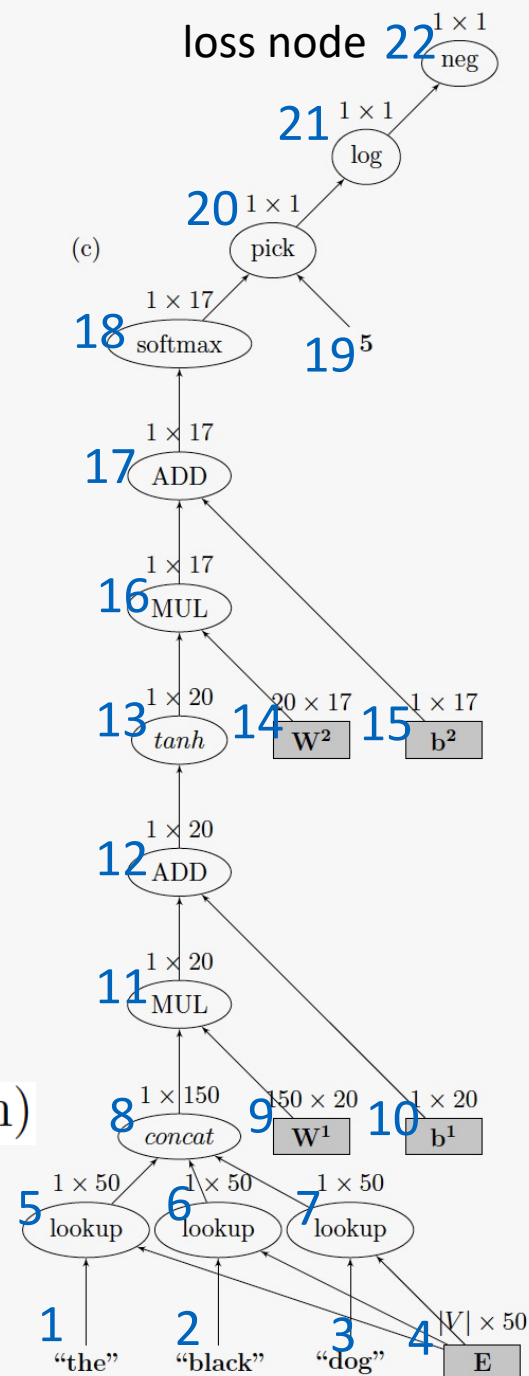 1 × 1
loss node 22 neg
21 1 × 1
log
20 1 × 1
(c) pick
1 × 17
18 softmax 19 5
1 × 17
17 ADD
1 × 17
16 MUL
1 × 20 20 × 17 1 × 17
13 tanh 14 W² 15 b²
1 × 20
12 ADD
1 × 20
11 MUL
n)
1 × 150 150 × 20 1 × 20
8 concat 9 W¹ 10 b¹
1 × 50 1 × 50 1 × 50
5 lookup 6 lookup 7 lookup
|V| × 50
1 2 3 4
“the” “black” “dog” E